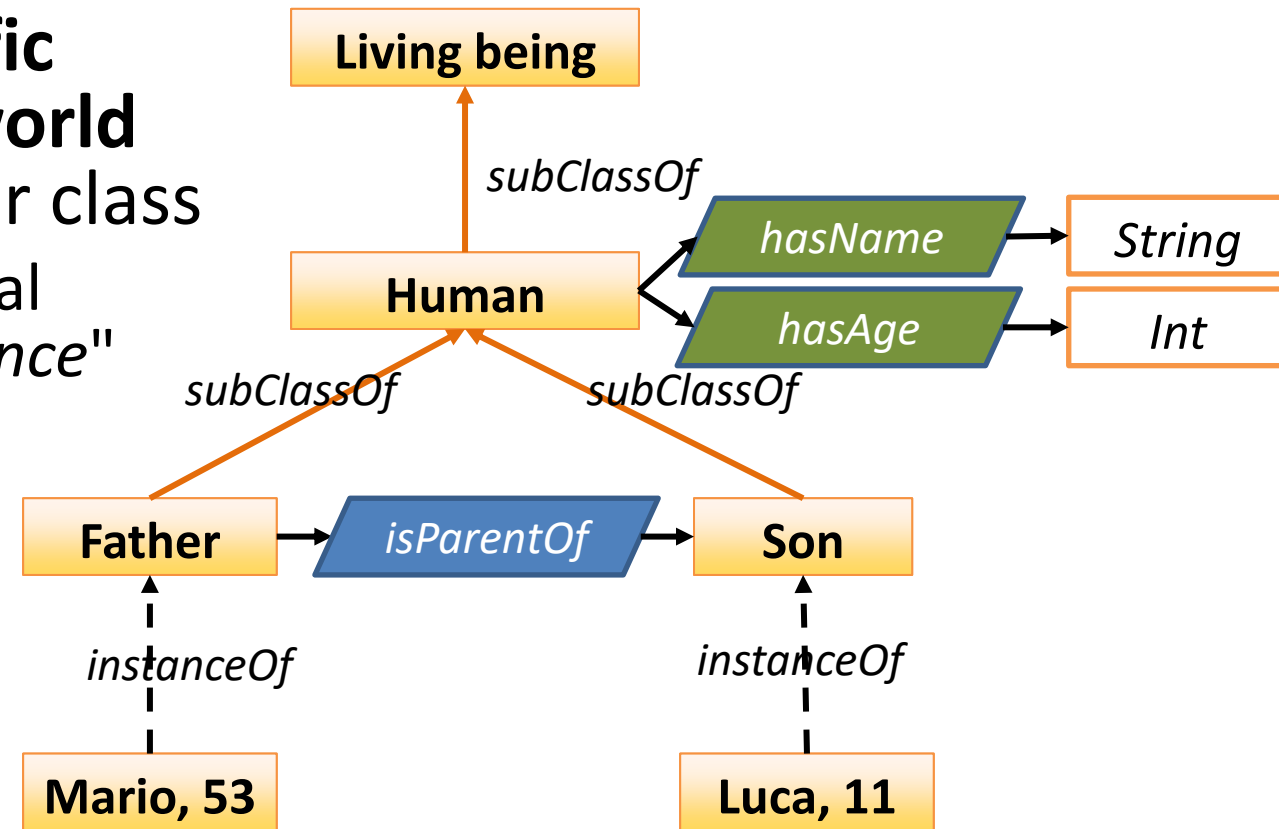 Living being
r class
subClassOf
hasName
String
Human
hasAge
Int
subClassOf
subClassOf
Father
isParentOf
Son
instanceOf
instanceOf
Mario, 53
Luca, 11